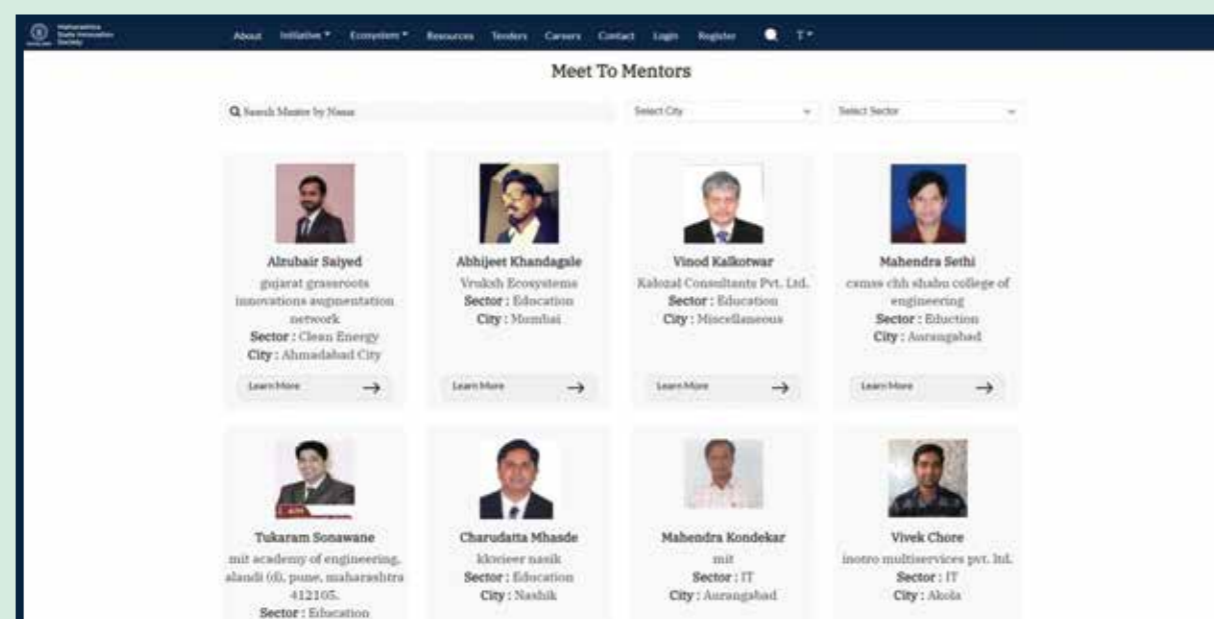 Maharashtra
State Innovation
Society
About Initiative Ecosystem Resources Tenders Careers Contact Login Register T
Meet To Mentors
Search Mentor by Name
Select City
Select Sector
Alzubair Saiyed
gujarat grassroots
innovations augmentation
network
Sector : Clean Energy
City : Ahmadabad City
Learn More
Abhijeet Khandagale
Vruksh Ecosystems
Sector : Education
City : Mumbai
Learn More
Vinod Kalkotwar
Kalozal Consultants Pvt. Ltd.
Sector : Education
City : Miscellaneous
Learn More
Mahendra Sethi
csmss chh shahu college of
engineering
Sector : Eduction
City : Aurangabad
Learn More
Tukaram Sonawane
mit academy of engineering,
alandi (d), pune, maharashtra
412105.
Sector : Education
Charudatta Mhasde
nasik
Sector : Education
City : Nashik
Mahendra Kondekar
mit
Sector : IT
City : Aurangabad
Vivek Chore
inotro multiservices pvt. ltd.
Sector : IT
City : Akola